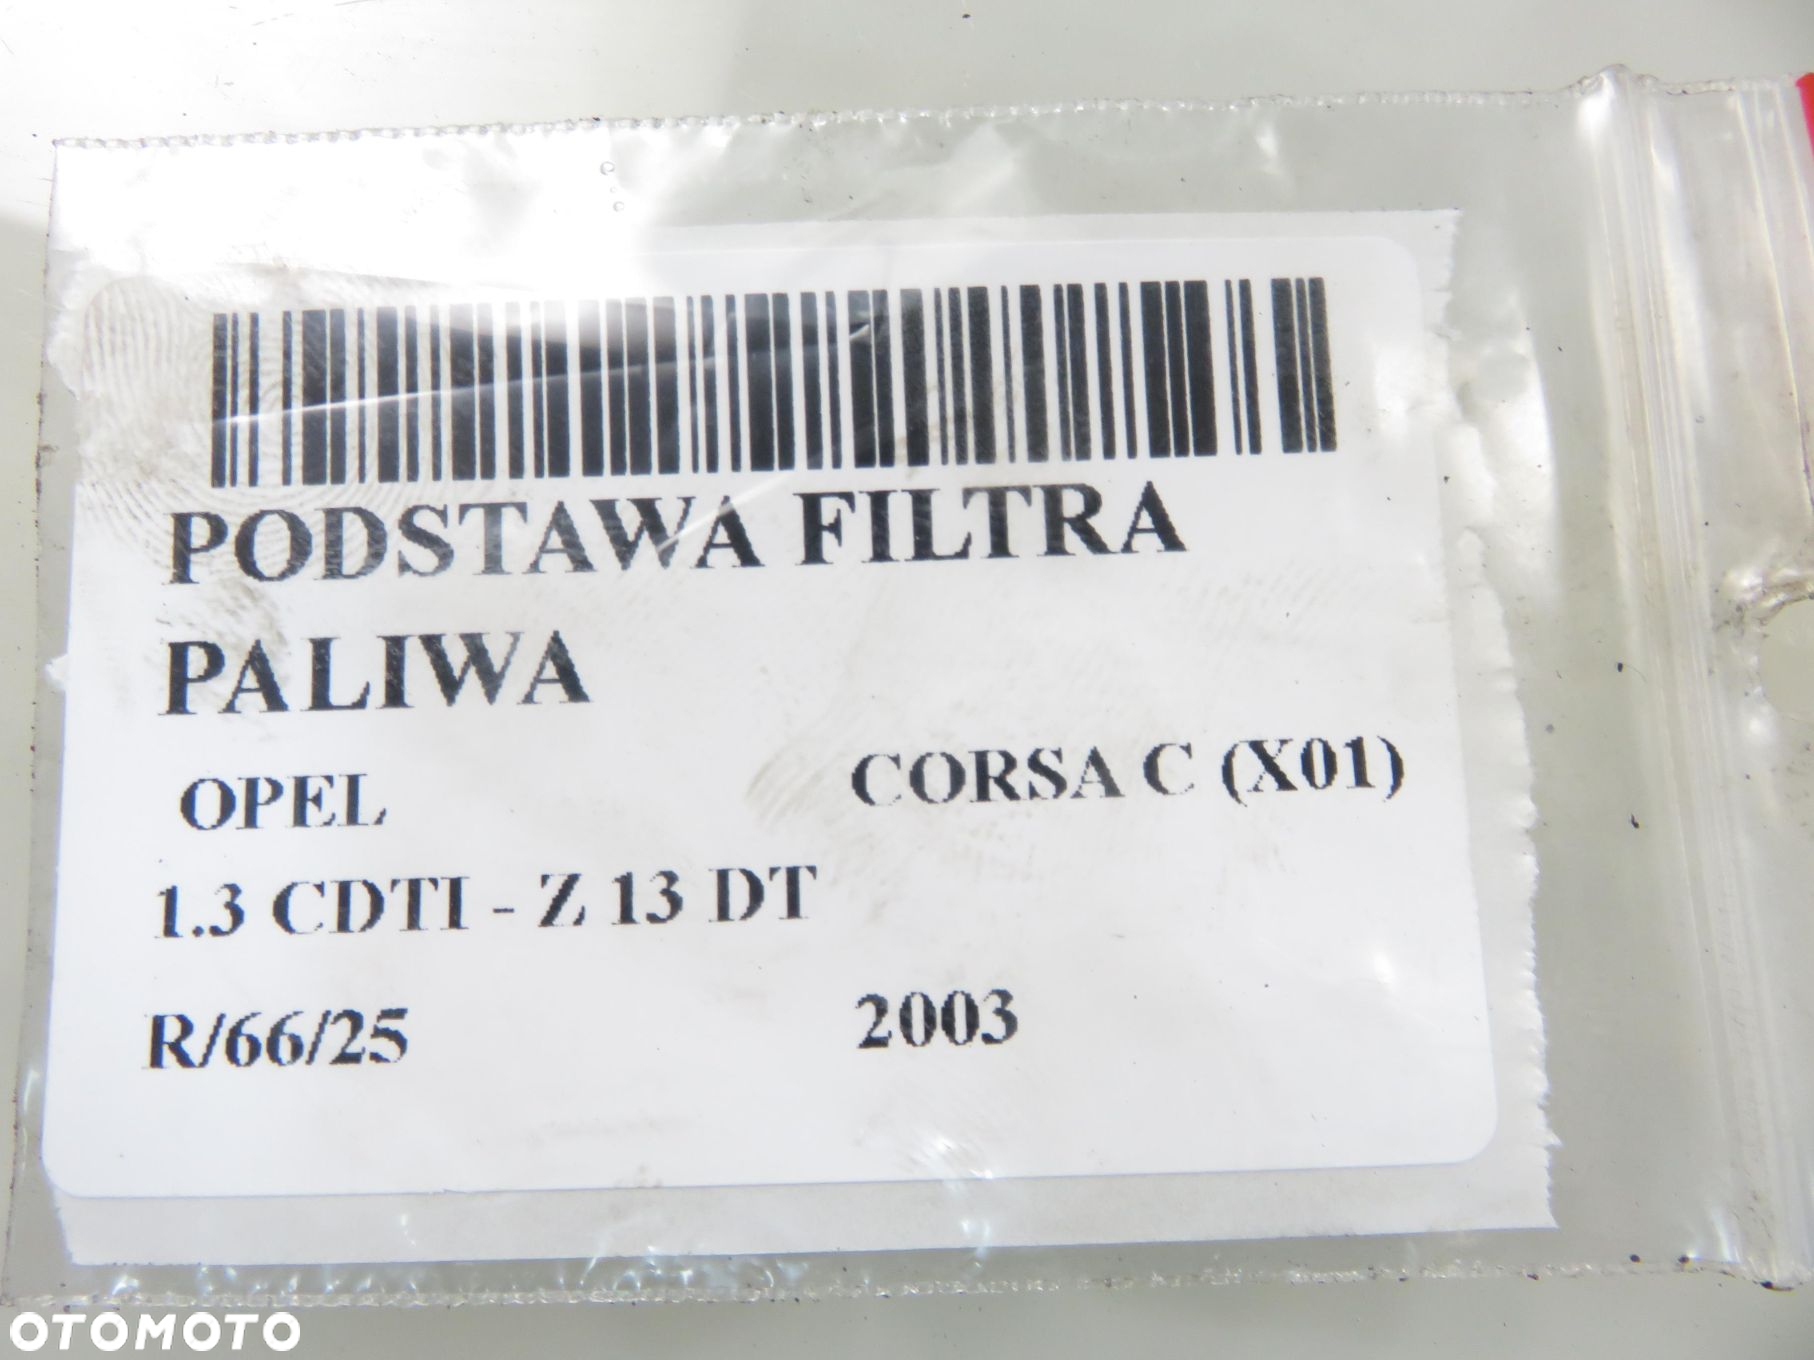 PODSTAWA FILTRA
PALIWA
OPEL CORSA C (X01)
1.3 CDTI - Z 13 DT
R/66/25 2003
OTOMOTO